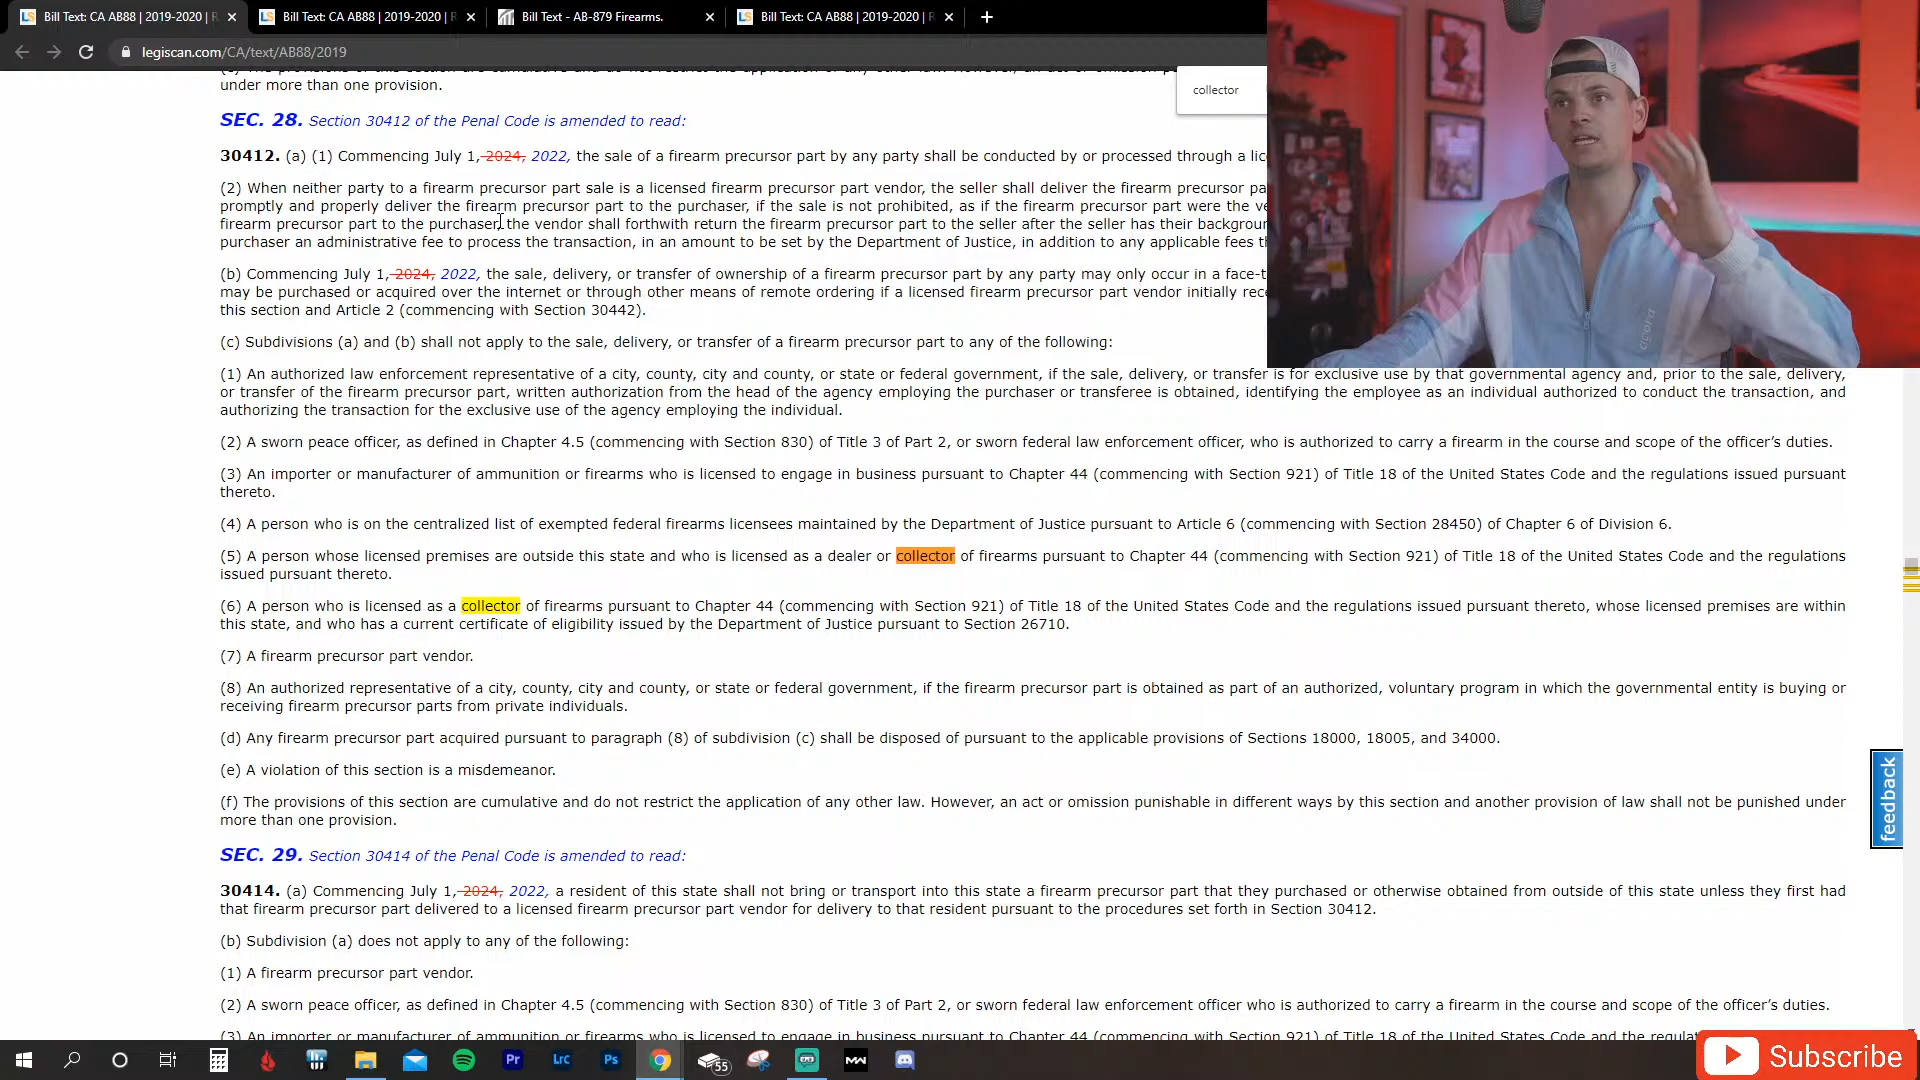 Bill Text: CA AB88 | 2019-2020 | R
Bill Text: CA AB88 | 2019-2020 | R
Bill Text - AB-879 Firearms.
Bill Text: CA AB88 | 2019-2020 | R
legiscan.com/CA/text/AB88/2019
collector
under more than one provision.
SEC. 28. Section 30412 of the Penal Code is amended to read:
30412. (a) (1) Commencing July 1, 2024, 2022, the sale of a firearm precursor part by any party shall be conducted by or processed through a
(2) When neither party to a firearm precursor part sale is a licensed firearm precursor part vendor, the seller shall deliver the firearm precursor
promptly and properly deliver the firearm precursor part to the purchaser, if the sale is not prohibited, as if the firearm precursor part were the
firearm precursor part to the purchaser, the vendor shall forthwith return the firearm precursor part to the seller after the seller has their
purchaser an administrative fee to process the transaction, in an amount to be set by the Department of Justice, in addition to any applicable fees
(b) Commencing July 1, 2024, 2022, the sale, delivery, or transfer of ownership of a firearm precursor part by any party may only occur in a
may be purchased or acquired over the internet or through other means of remote ordering if a licensed firearm precursor part vendor initially
this section and Article 2 (commencing with Section 30442).
(c) Subdivisions (a) and (b) shall not apply to the sale, delivery, or transfer of a firearm precursor part to any of the following:
(1) An authorized law enforcement representative of a city, county, city and county, or state or federal government, if the sale, delivery, or transfer is for exclusive use by that governmental agency and, prior to the sale, delivery,
or transfer of the firearm precursor part, written authorization from the head of the agency employing the purchaser or transferee is obtained, identifying the employee as an individual authorized to conduct the transaction, and
authorizing the transaction for the exclusive use of the agency employing the individual.
(2) A sworn peace officer, as defined in Chapter 4.5 (commencing with Section 830) of Title 3 of Part 2, or sworn federal law enforcement officer, who is authorized to carry a firearm in the course and scope of the officer’s duties.
(3) An importer or manufacturer of ammunition or firearms who is licensed to engage in business pursuant to Chapter 44 (commencing with Section 921) of Title 18 of the United States Code and the regulations issued pursuant
thereto.
(4) A person who is on the centralized list of exempted federal firearms licensees maintained by the Department of Justice pursuant to Article 6 (commencing with Section 28450) of Chapter 6 of Division 6.
(5) A person whose licensed premises are outside this state and who is licensed as a dealer or collector of firearms pursuant to Chapter 44 (commencing with Section 921) of Title 18 of the United States Code and the regulations
issued pursuant thereto.
(6) A person who is licensed as a collector of firearms pursuant to Chapter 44 (commencing with Section 921) of Title 18 of the United States Code and the regulations issued pursuant thereto, whose licensed premises are within
this state, and who has a current certificate of eligibility issued by the Department of Justice pursuant to Section 26710.
(7) A firearm precursor part vendor.
(8) An authorized representative of a city, county, city and county, or state or federal government, if the firearm precursor part is obtained as part of an authorized, voluntary program in which the governmental entity is buying or
receiving firearm precursor parts from private individuals.
(d) Any firearm precursor part acquired pursuant to paragraph (8) of subdivision (c) shall be disposed of pursuant to the applicable provisions of Sections 18000, 18005, and 34000.
(e) A violation of this section is a misdemeanor.
(f) The provisions of this section are cumulative and do not restrict the application of any other law. However, an act or omission punishable in different ways by this section and another provision of law shall not be punished under
more than one provision.
SEC. 29. Section 30414 of the Penal Code is amended to read:
30414. (a) Commencing July 1, 2024, 2022, a resident of this state shall not bring or transport into this state a firearm precursor part that they purchased or otherwise obtained from outside of this state unless they first had
that firearm precursor part delivered to a licensed firearm precursor part vendor for delivery to that resident pursuant to the procedures set forth in Section 30412.
(b) Subdivision (a) does not apply to any of the following:
(1) A firearm precursor part vendor.
(2) A sworn peace officer, as defined in Chapter 4.5 (commencing with Section 830) of Title 3 of Part 2, or sworn federal law enforcement officer who is authorized to carry a firearm in the course and scope of the officer’s duties.
(3) An importer or manufacturer of ammunition or firearms who is licensed to engage in business pursuant to Chapter 44 (commencing with Section 921) of Title 18 of the United States Code and the
feedback
Pr
Lrc
Ps
55
MW
Subscribe